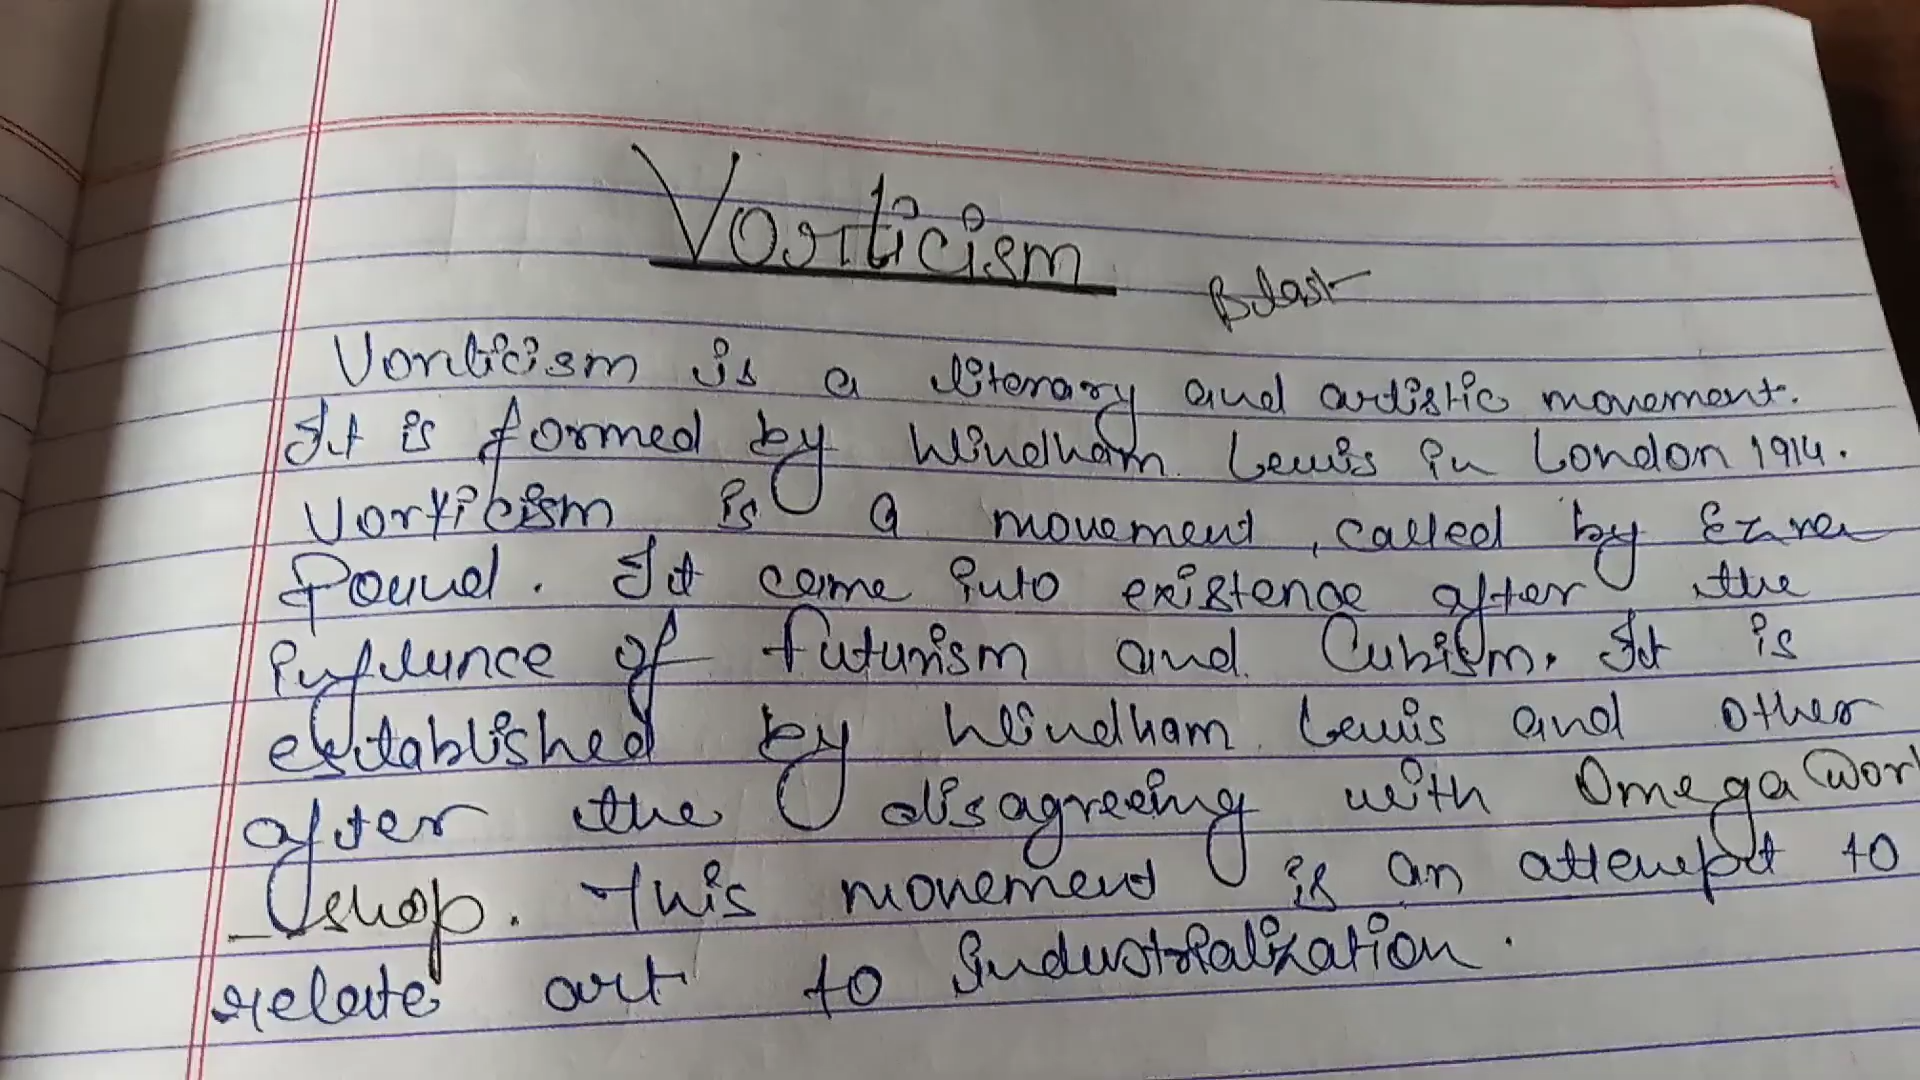 Vorticism
Blast
Vorticism is a literary and artistic movement.
It is formed by Windham Lewis in London 1914.
Vorticism is a movement, called by Ezra
Pound. It came into existence after the
influnce of futurism and Cubism. It is
established by Windham Lewis and other
after the disagreeing with Omega Work
shop. This movement is an attempt to
relate art to Industrialization.